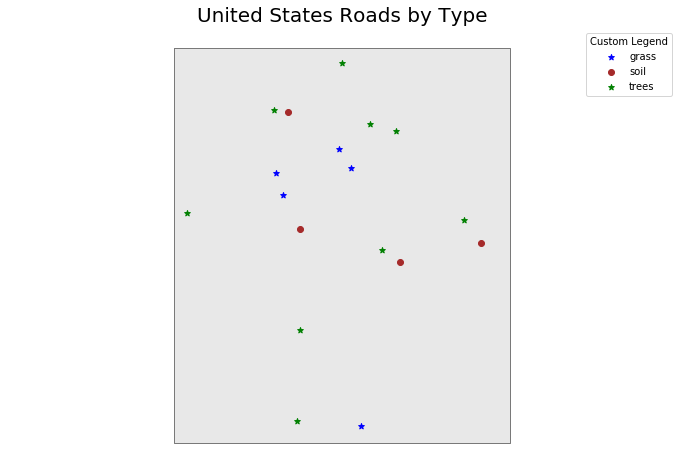 United States Roads by Type
Custom Legend
grass
soil
trees